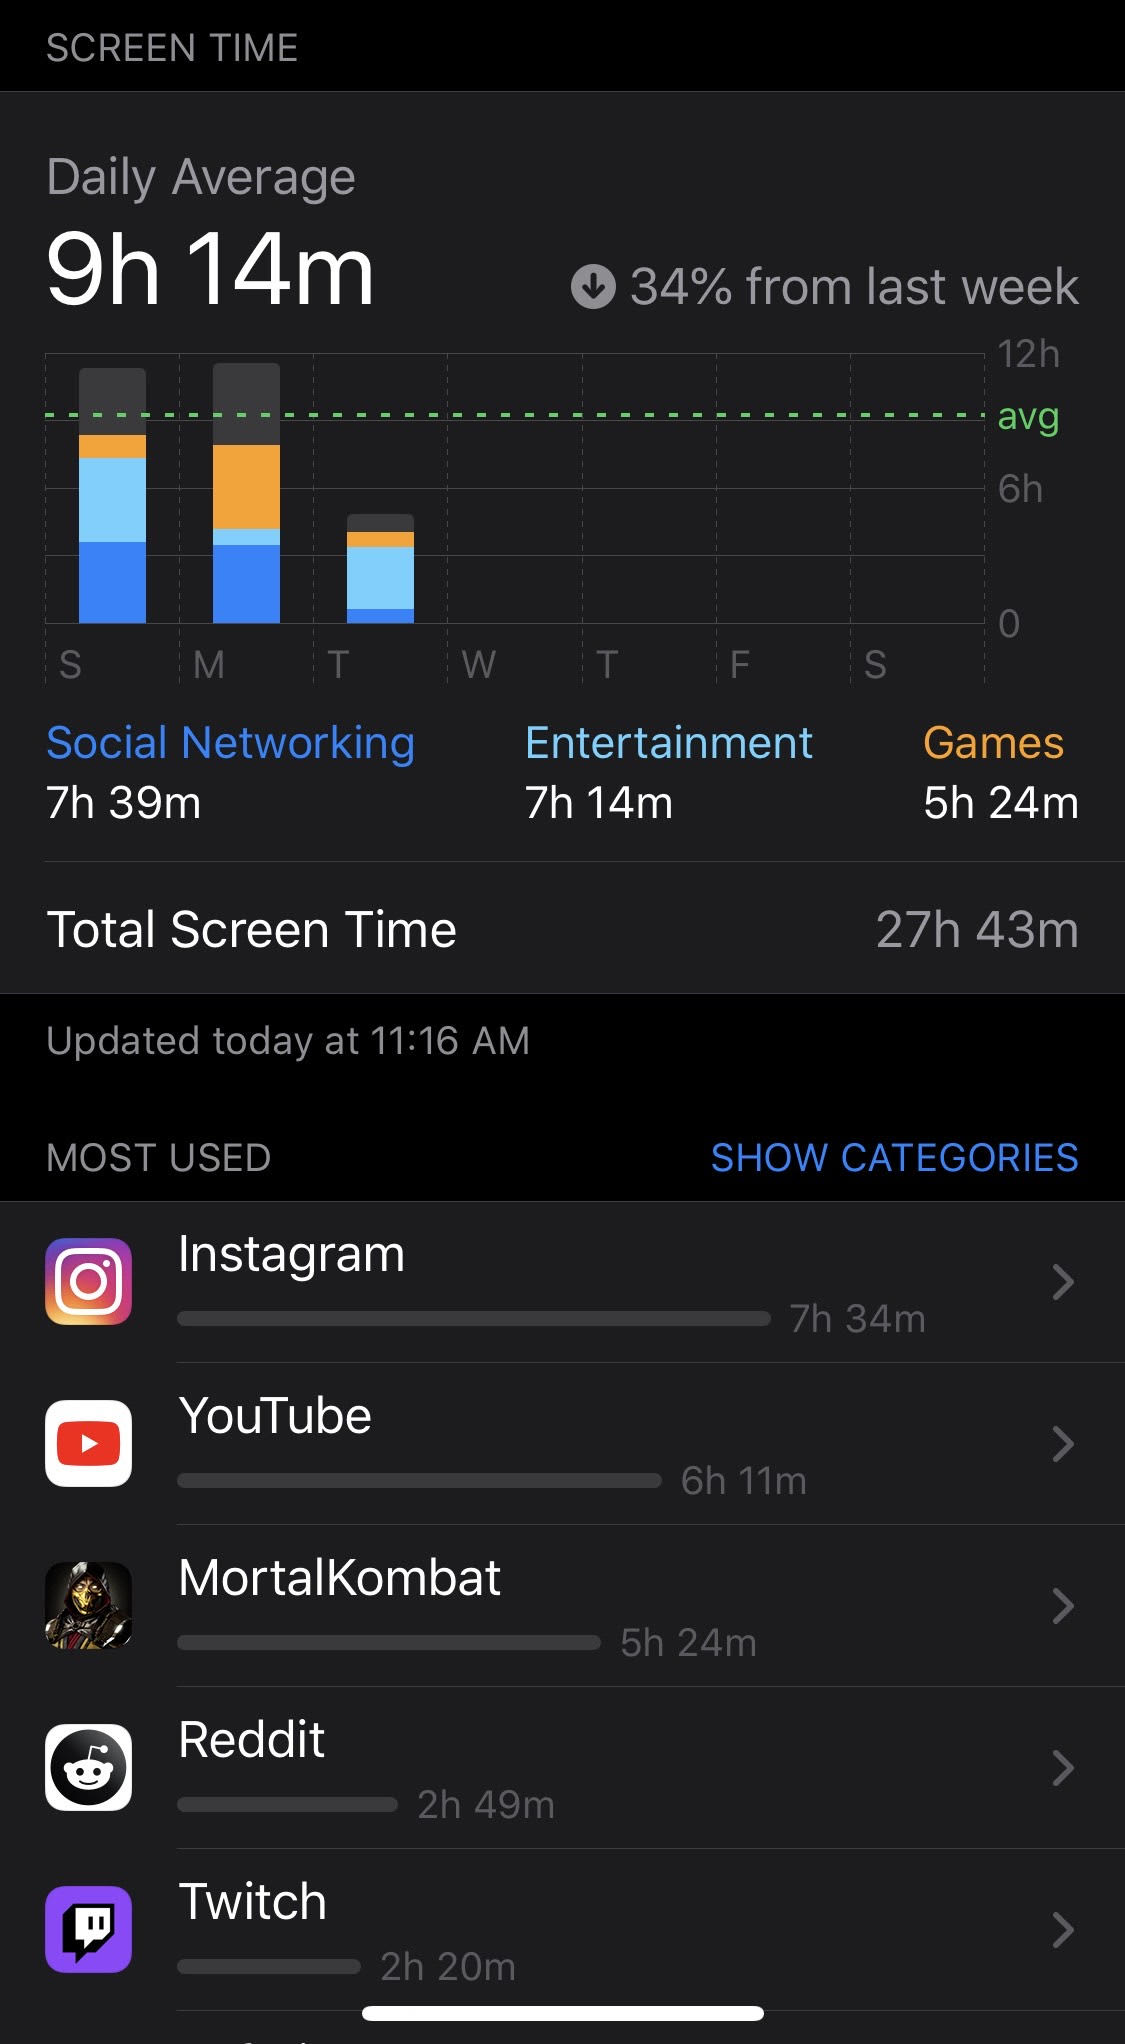 SCREEN TIME
Daily Average
9h 14m
34% from last week
12h
avg
6h
0
S M T W T F S
Social Networking Entertainment Games
7h 39m 7h 14m 5h 24m
Total Screen Time 27h 43m
Updated today at 11:16 AM
MOST USED SHOW CATEGORIES
Instagram
7h 34m
YouTube
6h 11m
MortalKombat
5h 24m
Reddit
2h 49m
Twitch
2h 20m